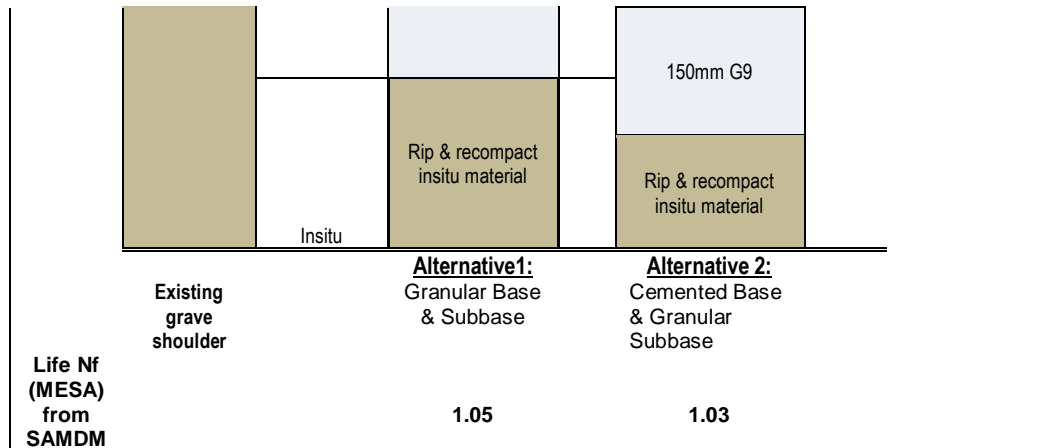 150mm G9
Rip & recompact
insitu material
Rip & recompact
insitu material
Insitu
Alternative1:
Granular Base
& Subbase
Alternative 2:
Cemented Base
& Granular
Subbase
Existing
grave
shoulder
Life Nf
(MESA)
from
SAMDM
1.05
1.03